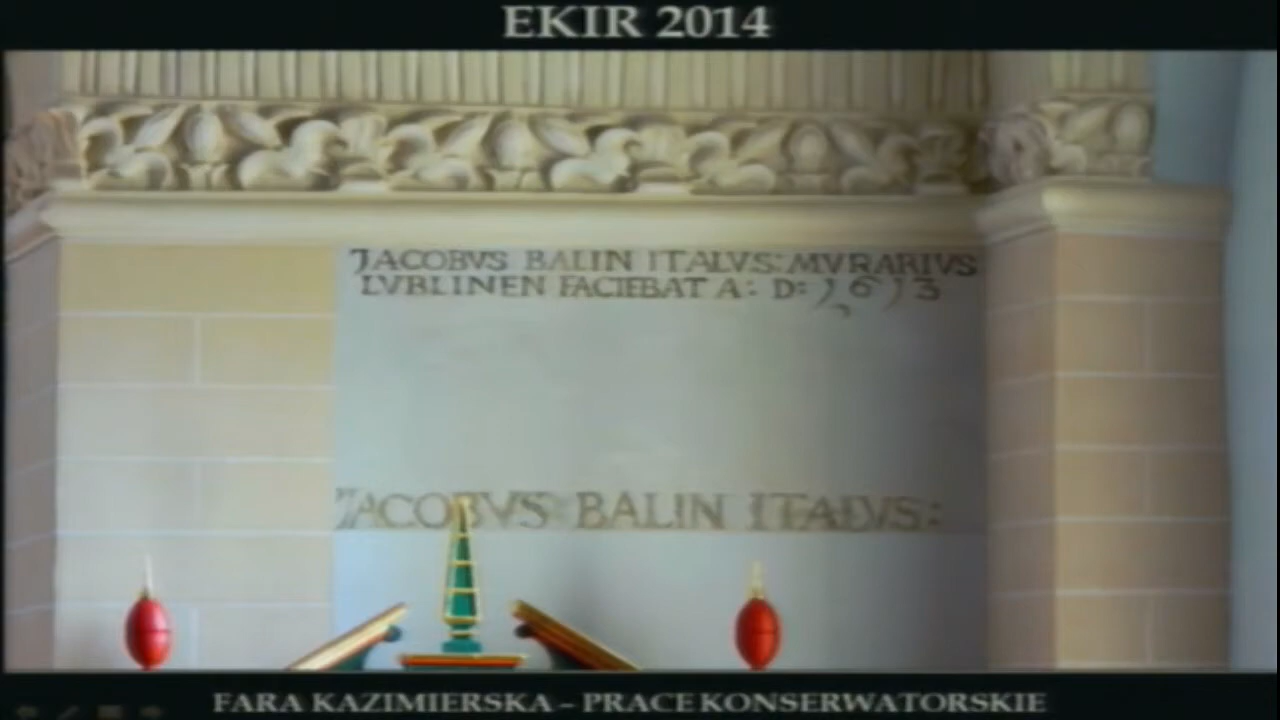 EKIR 2014
JACOBVS BALIN ITALVS: MVRARIVS
LVBLINEN FACIEBAT A: D: 1613
JACOBVS BALIN ITALVS:
FARA KAZIMIERSKA – PRACE KONSERWATORSKIE